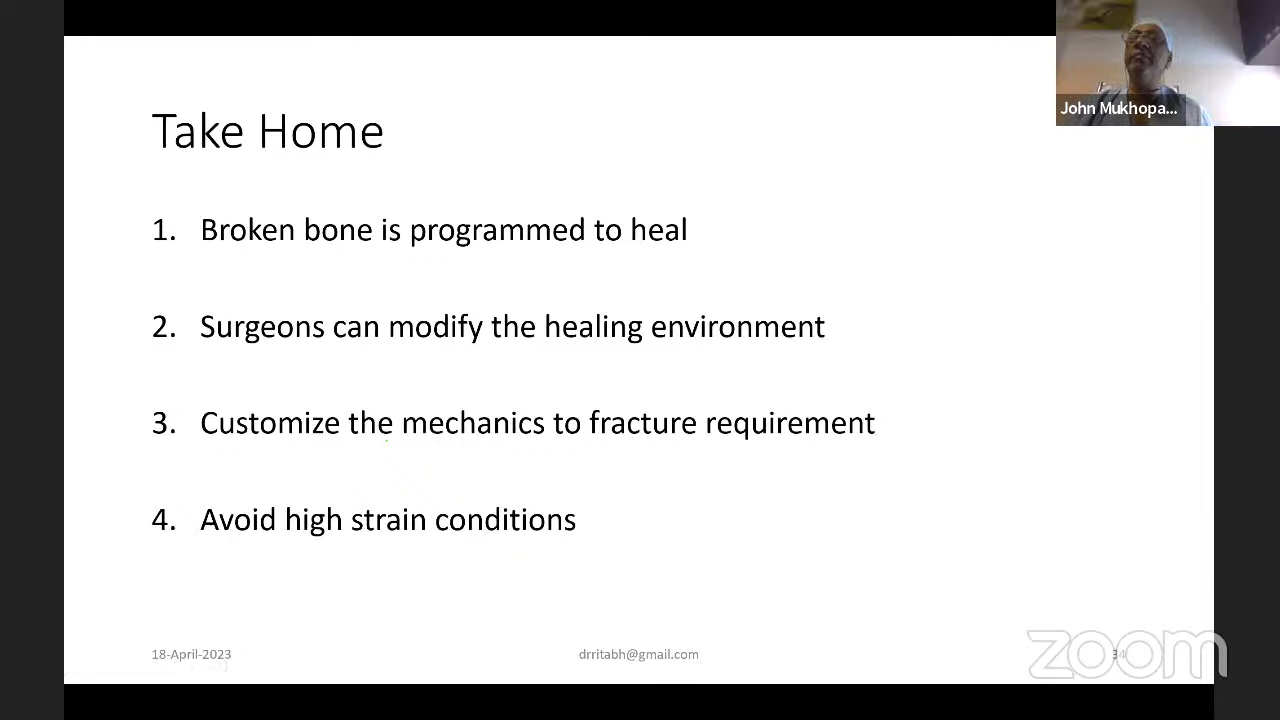 John Mukhopa...
Take Home
1. Broken bone is programmed to heal
2. Surgeons can modify the healing environment
3. Customize the mechanics to fracture requirement
4. Avoid high strain conditions
18-April-2023
drritabh@gmail.com
34
zoom